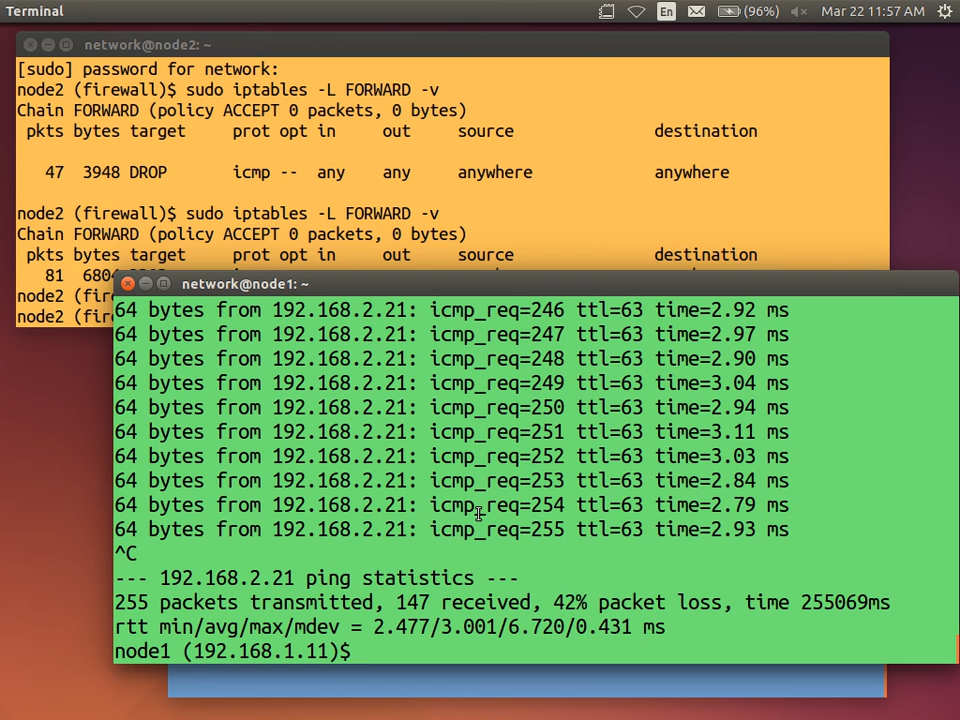 Terminal
En
(96%)
Mar 22 11:57 AM
network@node2: ~
[sudo] password for network:
node2 (firewall)$ sudo iptables -L FORWARD -v
Chain FORWARD (policy ACCEPT 0 packets, 0 bytes)
pkts bytes target prot opt in out source destination
47 3948 DROP icmp -- any any anywhere anywhere
node2 (firewall)$ sudo iptables -L FORWARD -v
Chain FORWARD (policy ACCEPT 0 packets, 0 bytes)
pkts bytes target prot opt in out source destination
81 6804
node2 (fir
node2 (fir
network@node1: ~
64 bytes from 192.168.2.21: icmp_req=246 ttl=63 time=2.92 ms
64 bytes from 192.168.2.21: icmp_req=247 ttl=63 time=2.97 ms
64 bytes from 192.168.2.21: icmp_req=248 ttl=63 time=2.90 ms
64 bytes from 192.168.2.21: icmp_req=249 ttl=63 time=3.04 ms
64 bytes from 192.168.2.21: icmp_req=250 ttl=63 time=2.94 ms
64 bytes from 192.168.2.21: icmp_req=251 ttl=63 time=3.11 ms
64 bytes from 192.168.2.21: icmp_req=252 ttl=63 time=3.03 ms
64 bytes from 192.168.2.21: icmp_req=253 ttl=63 time=2.84 ms
64 bytes from 192.168.2.21: icmp_req=254 ttl=63 time=2.79 ms
64 bytes from 192.168.2.21: icmp_req=255 ttl=63 time=2.93 ms
^C
--- 192.168.2.21 ping statistics ---
255 packets transmitted, 147 received, 42% packet loss, time 255069ms
rtt min/avg/max/mdev = 2.477/3.001/6.720/0.431 ms
node1 (192.168.1.11)$